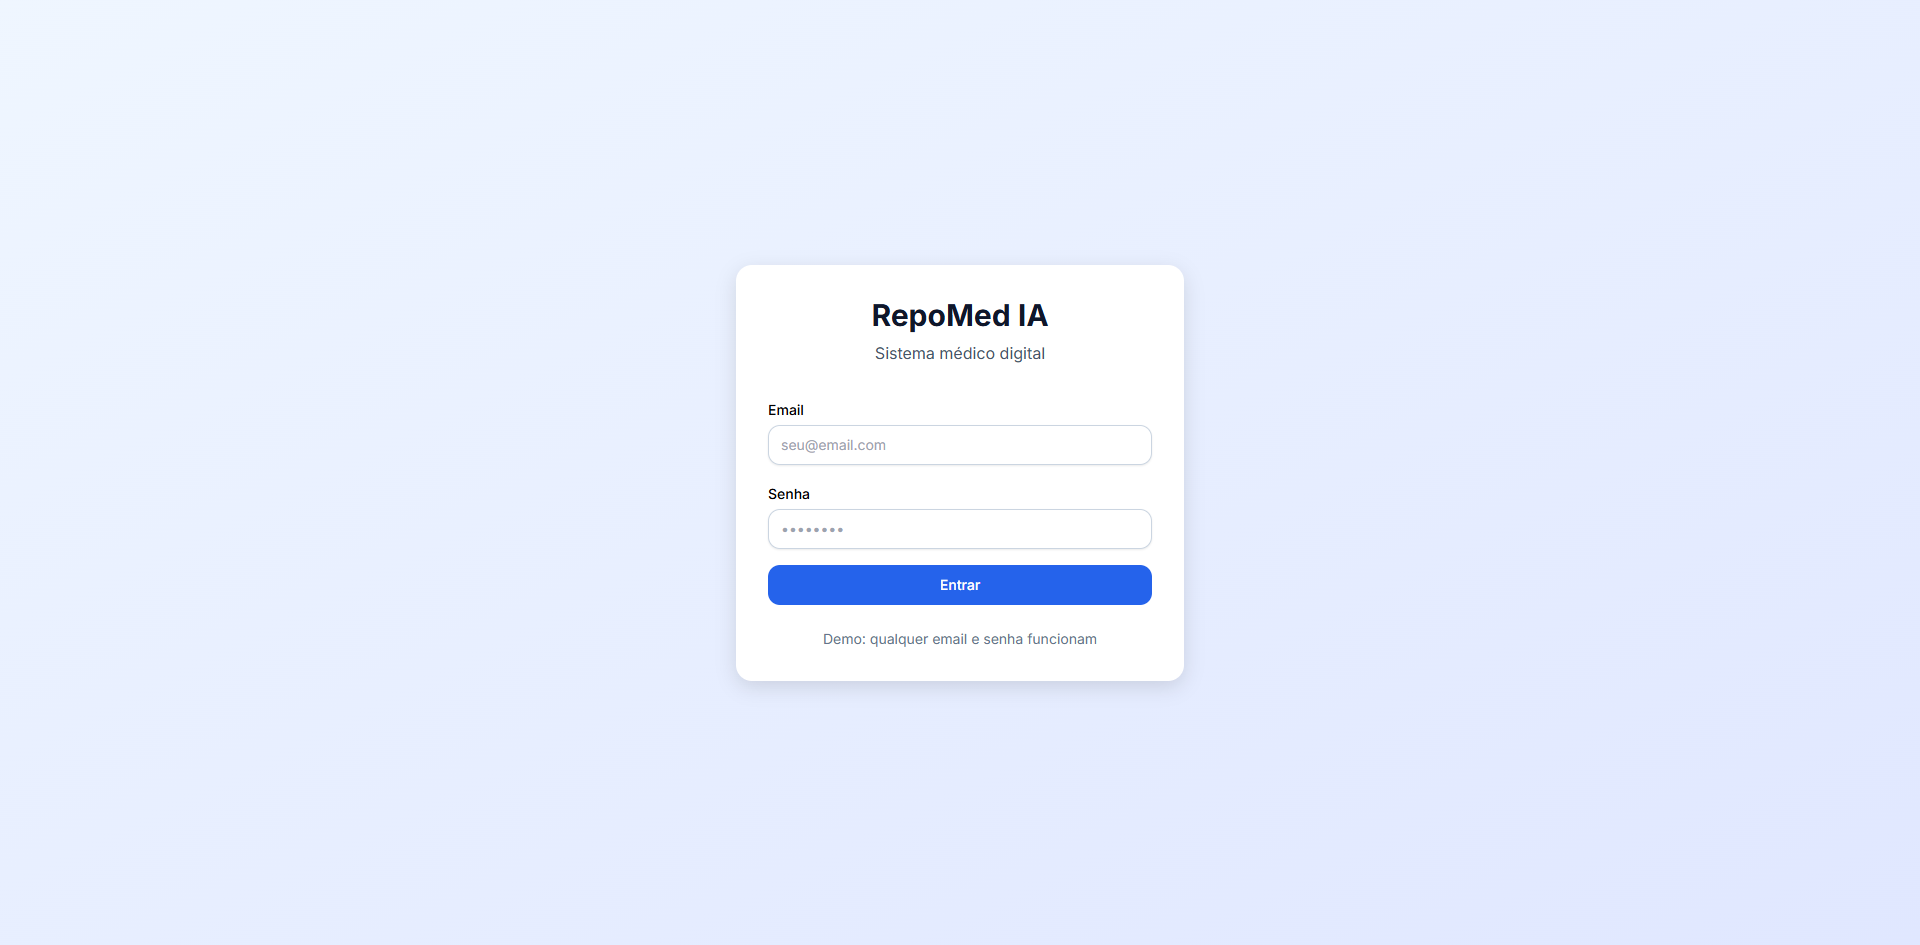 RepoMed IA
Sistema médico digital
Email
seu@email.com
Senha
••••••••
Entrar
Demo: qualquer email e senha funcionam